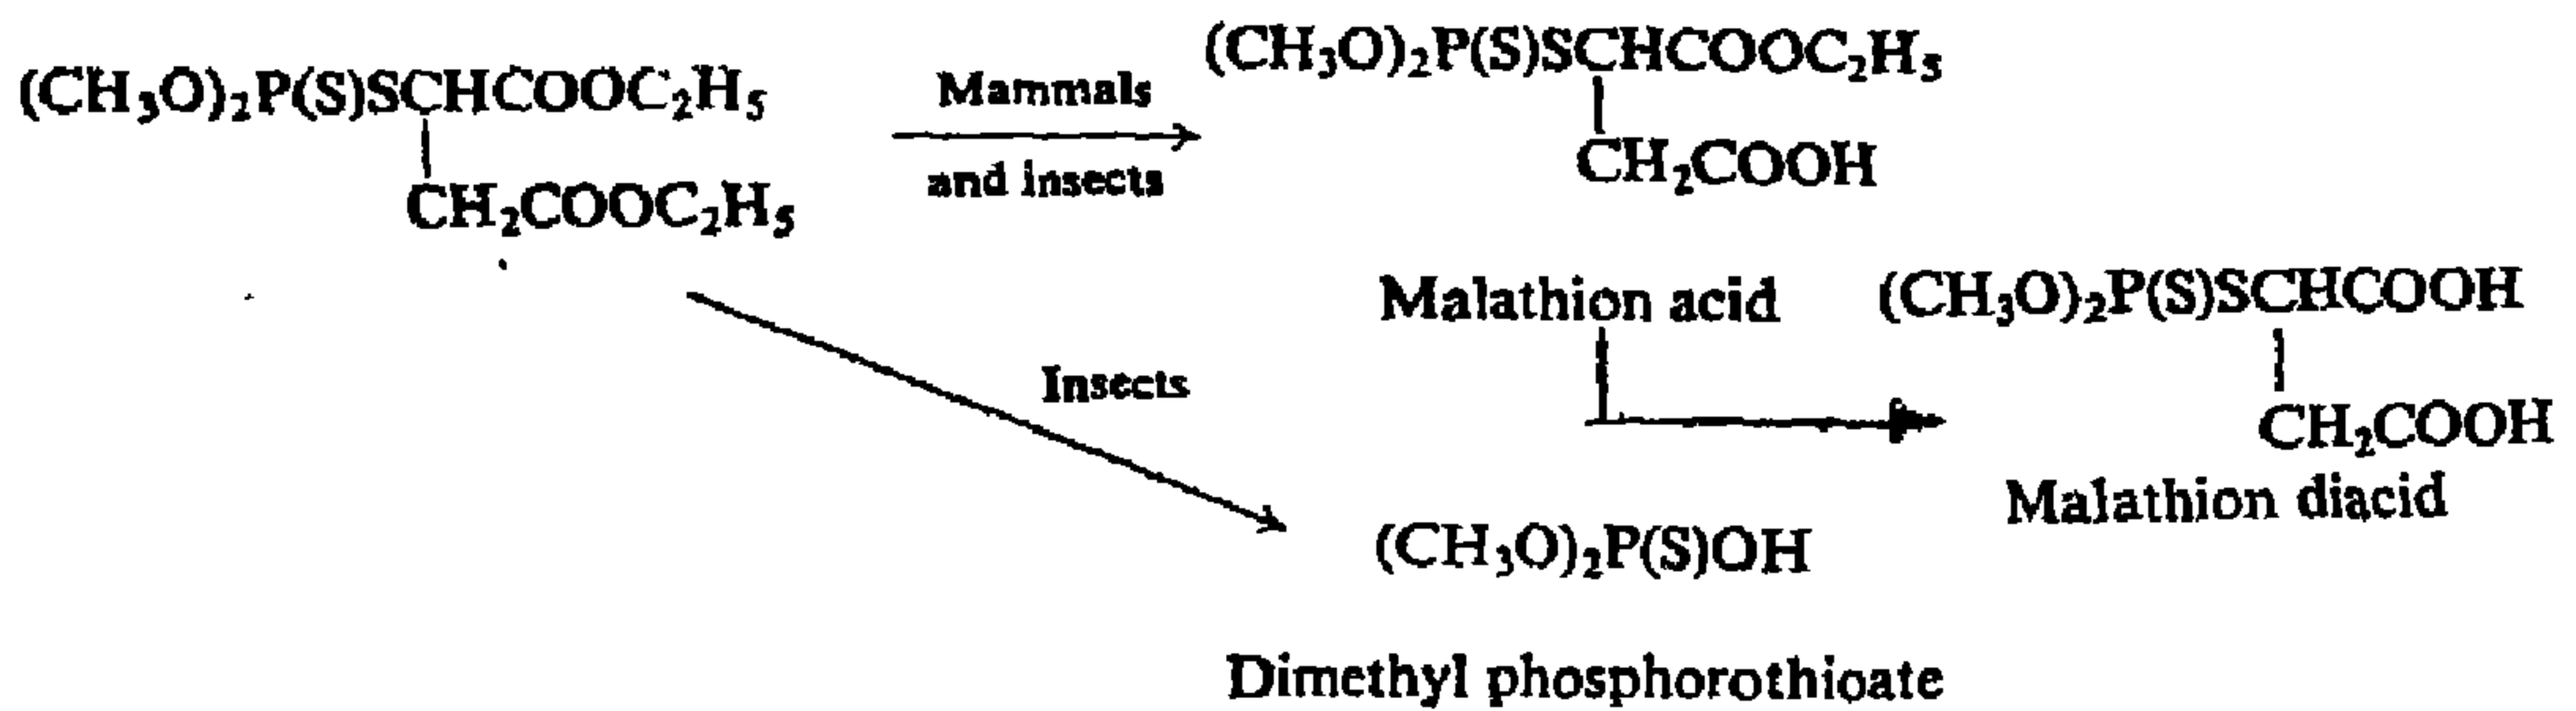 (CH₃O)₂P(S)SCHCOOC₂H₅
CH₂COOC₂H₅
Mammals
and insects
(CH₃O)₂P(S)SCHCOOC₂H₅
CH₂COOH
Malathion acid
(CH₃O)₂P(S)SCHCOOH
CH₂COOH
Malathion diacid
Insects
(CH₃O)₂P(S)OH
Dimethyl phosphorothioate